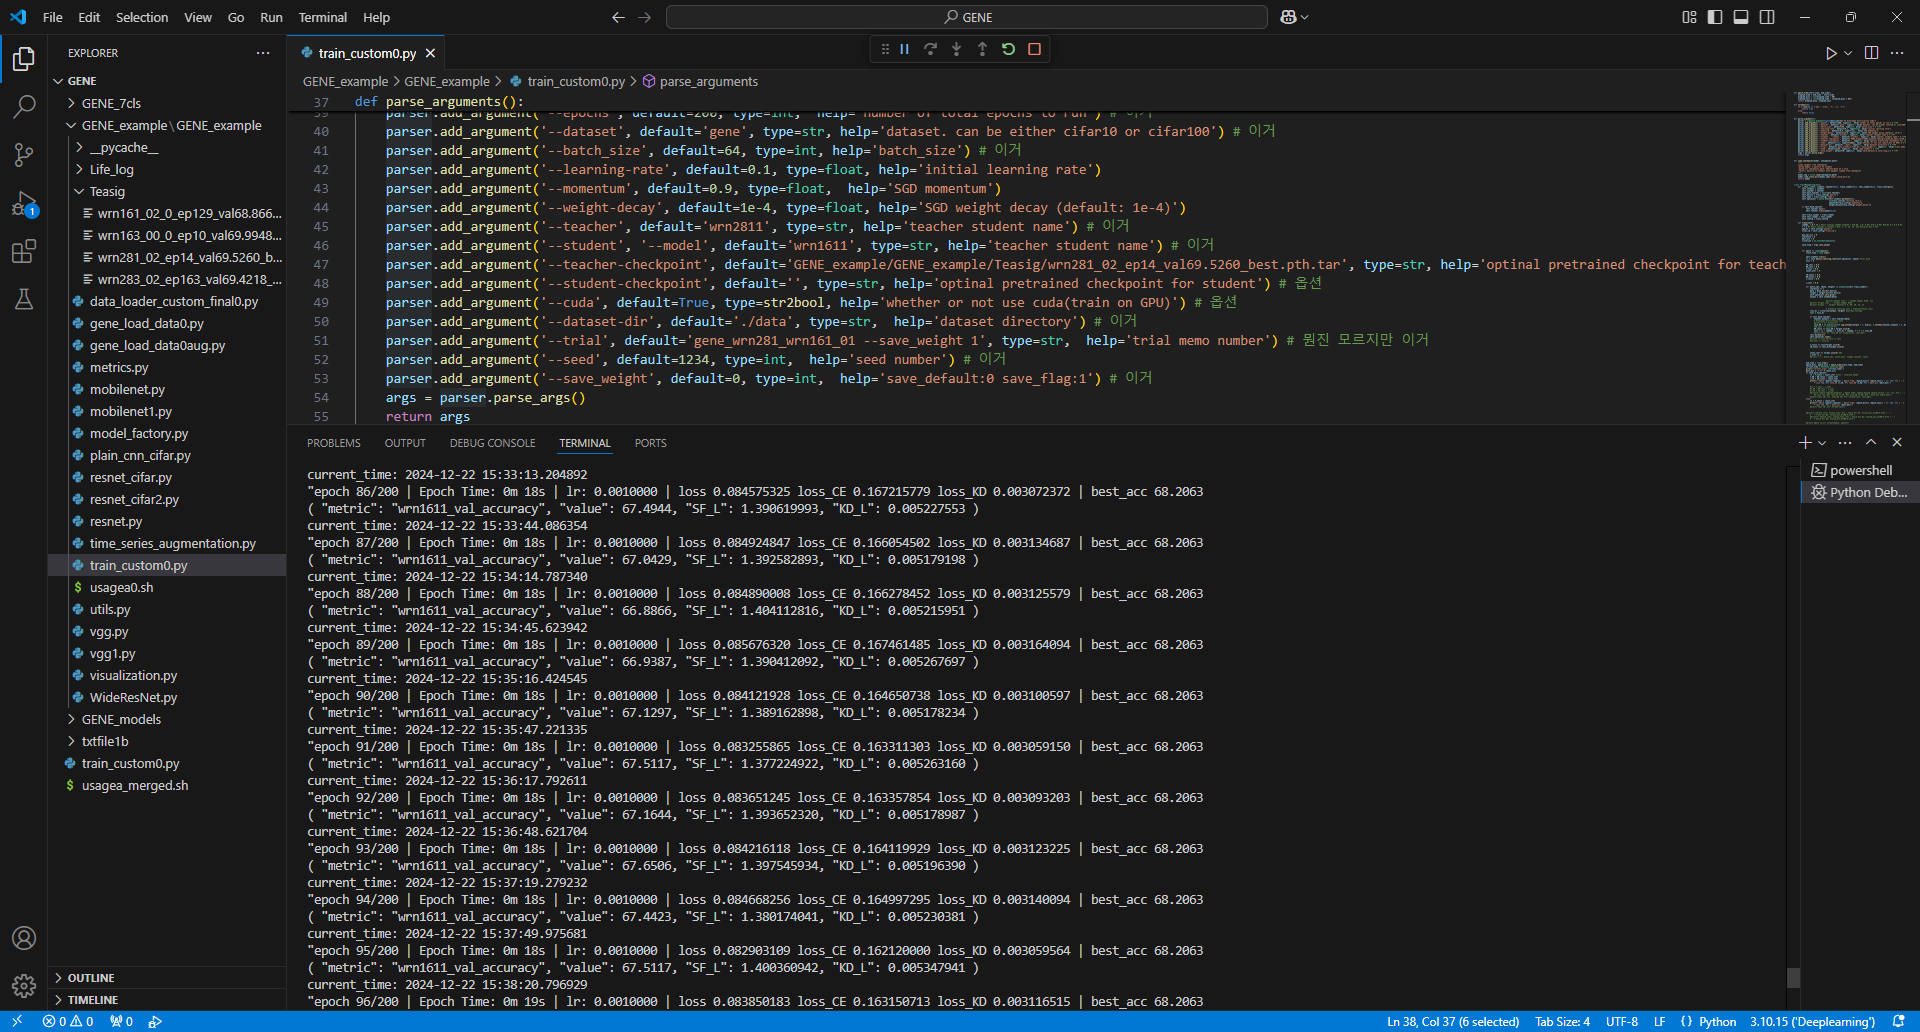 File Edit Selection View Go Run Terminal Help
GENE
EXPLORER
GENE
GENE_7cls
GENE_example\GENE_example
__pycache__
Life_log
Teasig
wrn161_02_0_ep129_val68.866...
wrn163_00_0_ep10_val69.9948...
wrn281_02_ep14_val69.5260_b...
wrn283_02_ep163_val69.4218_...
data_loader_custom_final0.py
gene_load_data0.py
gene_load_data0aug.py
metrics.py
mobilenet.py
mobilenet1.py
model_factory.py
plain_cnn_cifar.py
resnet_cifar.py
resnet_cifar2.py
resnet.py
time_series_augmentation.py
train_custom0.py
usagea0.sh
utils.py
vgg.py
vgg1.py
visualization.py
WideResNet.py
GENE_models
txtfile1b
train_custom0.py
usagea_merged.sh
OUTLINE
TIMELINE
1
train_custom0.py
GENE_example > GENE_example > train_custom0.py > parse_arguments
37 def parse_arguments():
39 parser.add_argument('--epochs', default=200, type=int, help='number of total epochs to run') # 이거
40 parser.add_argument('--dataset', default='gene', type=str, help='dataset. can be either cifar10 or cifar100') # 이거
41 parser.add_argument('--batch_size', default=64, type=int, help='batch_size') # 이거
42 parser.add_argument('--learning-rate', default=0.1, type=float, help='initial learning rate')
43 parser.add_argument('--momentum', default=0.9, type=float,  help='SGD momentum')
44 parser.add_argument('--weight-decay', default=1e-4, type=float, help='SGD weight decay (default: 1e-4)')
45 parser.add_argument('--teacher', default='wrn2811', type=str, help='teacher student name') # 이거
46 parser.add_argument('--student', '--model', default='wrn1611', type=str, help='teacher student name') # 이거
47 parser.add_argument('--teacher-checkpoint', default='GENE_example/GENE_example/Teasig/wrn281_02_ep14_val69.5260_best.pth.tar', type=str, help='optinal pretrained checkpoint for teach
48 parser.add_argument('--student-checkpoint', default='', type=str, help='optinal pretrained checkpoint for student') # 옵션
49 parser.add_argument('--cuda', default=True, type=str2bool, help='whether or not use cuda(train on GPU)') # 옵션
50 parser.add_argument('--dataset-dir', default='./data', type=str,  help='dataset directory') # 이거
51 parser.add_argument('--trial', default='gene_wrn281_wrn161_01 --save_weight 1', type=str,  help='trial memo number') # 뭔진 모르지만 이거
52 parser.add_argument('--seed', default=1234, type=int,  help='seed number') # 이거
53 parser.add_argument('--save_weight', default=0, type=int,  help='save_default:0 save_flag:1') # 이거
54 args = parser.parse_args()
55 return args
PROBLEMS OUTPUT DEBUG CONSOLE TERMINAL PORTS
powershell
Python Deb...
current_time: 2024-12-22 15:33:13.204892
"epoch 86/200 | Epoch Time: 0m 18s | lr: 0.0010000 | loss 0.084575325 loss_CE 0.167215779 loss_KD 0.003072372 | best_acc 68.2063
( "metric": "wrn1611_val_accuracy", "value": 67.4944, "SF_L": 1.390619993, "KD_L": 0.005227553 )
current_time: 2024-12-22 15:33:44.086354
"epoch 87/200 | Epoch Time: 0m 18s | lr: 0.0010000 | loss 0.084924847 loss_CE 0.166054502 loss_KD 0.003134687 | best_acc 68.2063
( "metric": "wrn1611_val_accuracy", "value": 67.0429, "SF_L": 1.392582893, "KD_L": 0.005179198 )
current_time: 2024-12-22 15:34:14.787340
"epoch 88/200 | Epoch Time: 0m 18s | lr: 0.0010000 | loss 0.084890008 loss_CE 0.166278452 loss_KD 0.003125579 | best_acc 68.2063
( "metric": "wrn1611_val_accuracy", "value": 66.8866, "SF_L": 1.404112816, "KD_L": 0.005215951 )
current_time: 2024-12-22 15:34:45.623942
"epoch 89/200 | Epoch Time: 0m 18s | lr: 0.0010000 | loss 0.085676320 loss_CE 0.167461485 loss_KD 0.003164094 | best_acc 68.2063
( "metric": "wrn1611_val_accuracy", "value": 66.9387, "SF_L": 1.390412092, "KD_L": 0.005267697 )
current_time: 2024-12-22 15:35:16.424545
"epoch 90/200 | Epoch Time: 0m 18s | lr: 0.0010000 | loss 0.084121928 loss_CE 0.164650738 loss_KD 0.003100597 | best_acc 68.2063
( "metric": "wrn1611_val_accuracy", "value": 67.1297, "SF_L": 1.389162898, "KD_L": 0.005178234 )
current_time: 2024-12-22 15:35:47.221335
"epoch 91/200 | Epoch Time: 0m 18s | lr: 0.0010000 | loss 0.083255865 loss_CE 0.163311303 loss_KD 0.003059150 | best_acc 68.2063
( "metric": "wrn1611_val_accuracy", "value": 67.5117, "SF_L": 1.377224922, "KD_L": 0.005263160 )
current_time: 2024-12-22 15:36:17.792611
"epoch 92/200 | Epoch Time: 0m 18s | lr: 0.0010000 | loss 0.083651245 loss_CE 0.163357854 loss_KD 0.003093203 | best_acc 68.2063
( "metric": "wrn1611_val_accuracy", "value": 67.1644, "SF_L": 1.393652320, "KD_L": 0.005178987 )
current_time: 2024-12-22 15:36:48.621704
"epoch 93/200 | Epoch Time: 0m 18s | lr: 0.0010000 | loss 0.084216118 loss_CE 0.164119929 loss_KD 0.003123225 | best_acc 68.2063
( "metric": "wrn1611_val_accuracy", "value": 67.6506, "SF_L": 1.397545934, "KD_L": 0.005196390 )
current_time: 2024-12-22 15:37:19.279232
"epoch 94/200 | Epoch Time: 0m 18s | lr: 0.0010000 | loss 0.084668256 loss_CE 0.164997295 loss_KD 0.003140094 | best_acc 68.2063
( "metric": "wrn1611_val_accuracy", "value": 67.4423, "SF_L": 1.380174041, "KD_L": 0.005230381 )
current_time: 2024-12-22 15:37:49.975681
"epoch 95/200 | Epoch Time: 0m 18s | lr: 0.0010000 | loss 0.082903109 loss_CE 0.162120000 loss_KD 0.003059564 | best_acc 68.2063
( "metric": "wrn1611_val_accuracy", "value": 67.5117, "SF_L": 1.400360942, "KD_L": 0.005347941 )
current_time: 2024-12-22 15:38:20.796929
"epoch 96/200 | Epoch Time: 0m 19s | lr: 0.0010000 | loss 0.083850183 loss_CE 0.163150713 loss_KD 0.003116515 | best_acc 68.2063
0 0 0 Ln 38, Col 37 (6 selected) Tab Size: 4 UTF-8 LF {} Python 3.10.15 ('Deeplearning')